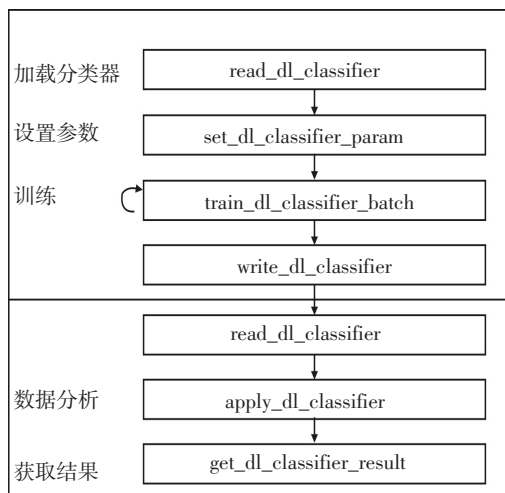 加载分类器 read_dl_classifier
设置参数 set_dl_classifier_param
训练 train_dl_classifier_batch
write_dl_classifier
read_dl_classifier
数据分析 apply_dl_classifier
获取结果 get_dl_classifier_result